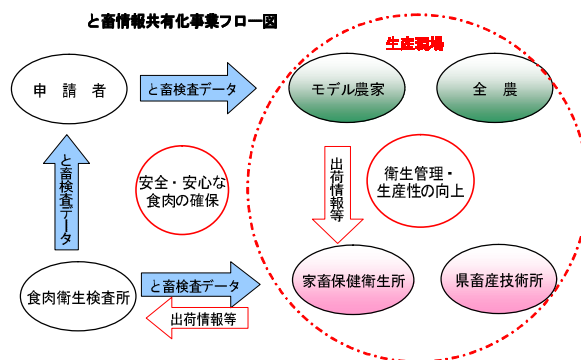 と畜情報共有化事業フロー図
生産現場
申　請　者
と畜検査データ
モデル農家
全　農
と畜検査データ
安全・安心な
食肉の確保
出荷情報等
衛生管理・
生産性の向上
食肉衛生検査所
と畜検査データ
出荷情報等
家畜保健衛生所
県畜産技術所